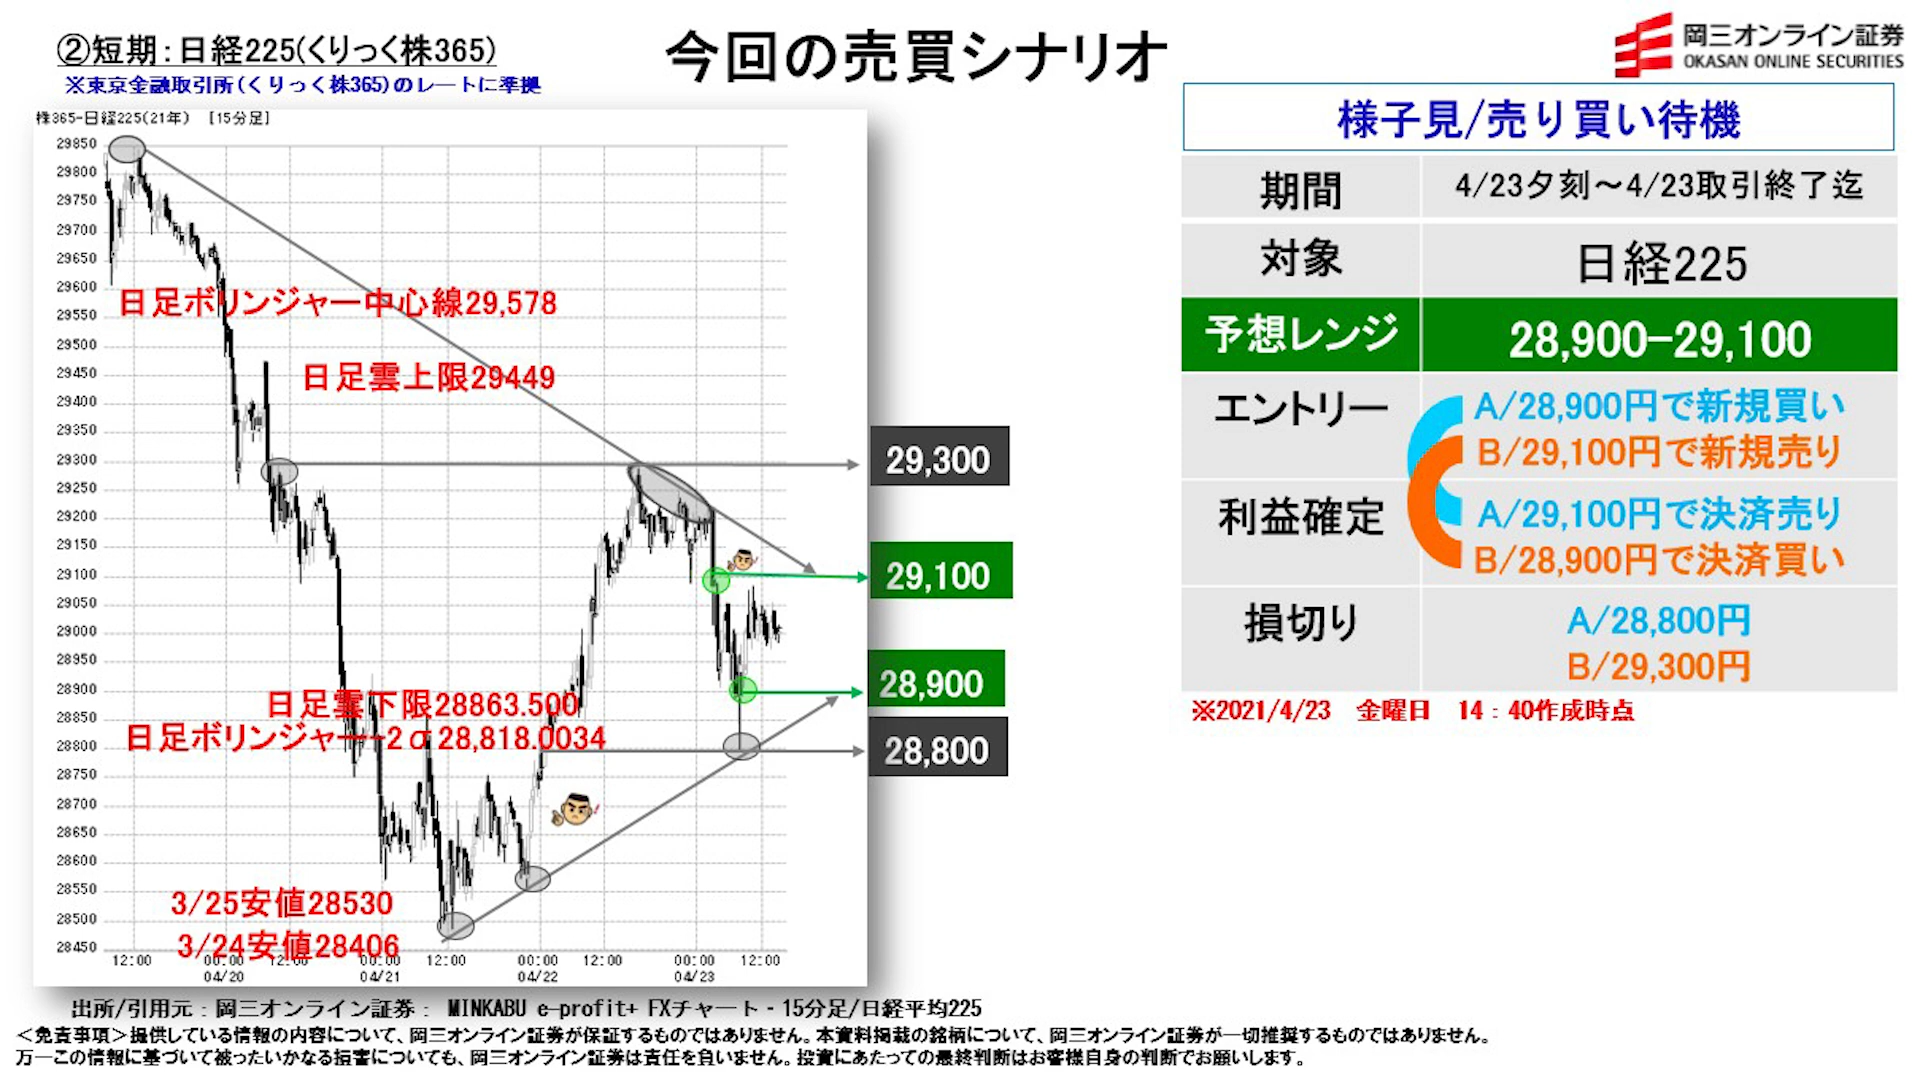 ②短期：日経225(くりっく株365)
※東京金融取引所(くりっく株365)のレートに準拠
今回の売買シナリオ
岡三オンライン証券
OKASAN ONLINE SECURITIES
株365-日経225(21年) [15分足]
29850
29800
29750
29700
29650
29600
29550
29500
29450
29400
29350
29300
29250
29200
29150
29100
29050
29000
28950
28900
28850
28800
28750
28700
28650
28600
28550
28500
28450
日足ボリンジャー中心線29,578
日足雲上限29449
日足雲下限28863.500
日足ボリンジャー-2σ28,818.0034
3/25安値28530
3/24安値28406
12:00 00:00 12:00 00:00 12:00 00:00 12:00 00:00 12:00
04/20 04/21 04/22 04/23
29,300
29,100
28,900
28,800
様子見/売り買い待機
期間 4/23夕刻～4/23取引終了迄
対象 日経225
予想レンジ 28,900-29,100
エントリー A/28,900円で新規買い
B/29,100円で新規売り
利益確定 A/29,100円で決済売り
B/28,900円で決済買い
損切り A/28,800円
B/29,300円
※2021/4/23 金曜日 14：40作成時点
出所/引用元：岡三オンライン証券： MINKABU e-profit+ FXチャート - 15分足/日経平均225
＜免責事項＞提供している情報の内容について、岡三オンライン証券が保証するものではありません。本資料掲載の銘柄について、岡三オンライン証券が一切推奨するものではありません。
万一この情報に基づいて被ったいかなる損害についても、岡三オンライン証券は責任を負いません。投資にあたっての最終判断はお客様自身の判断でお願いします。